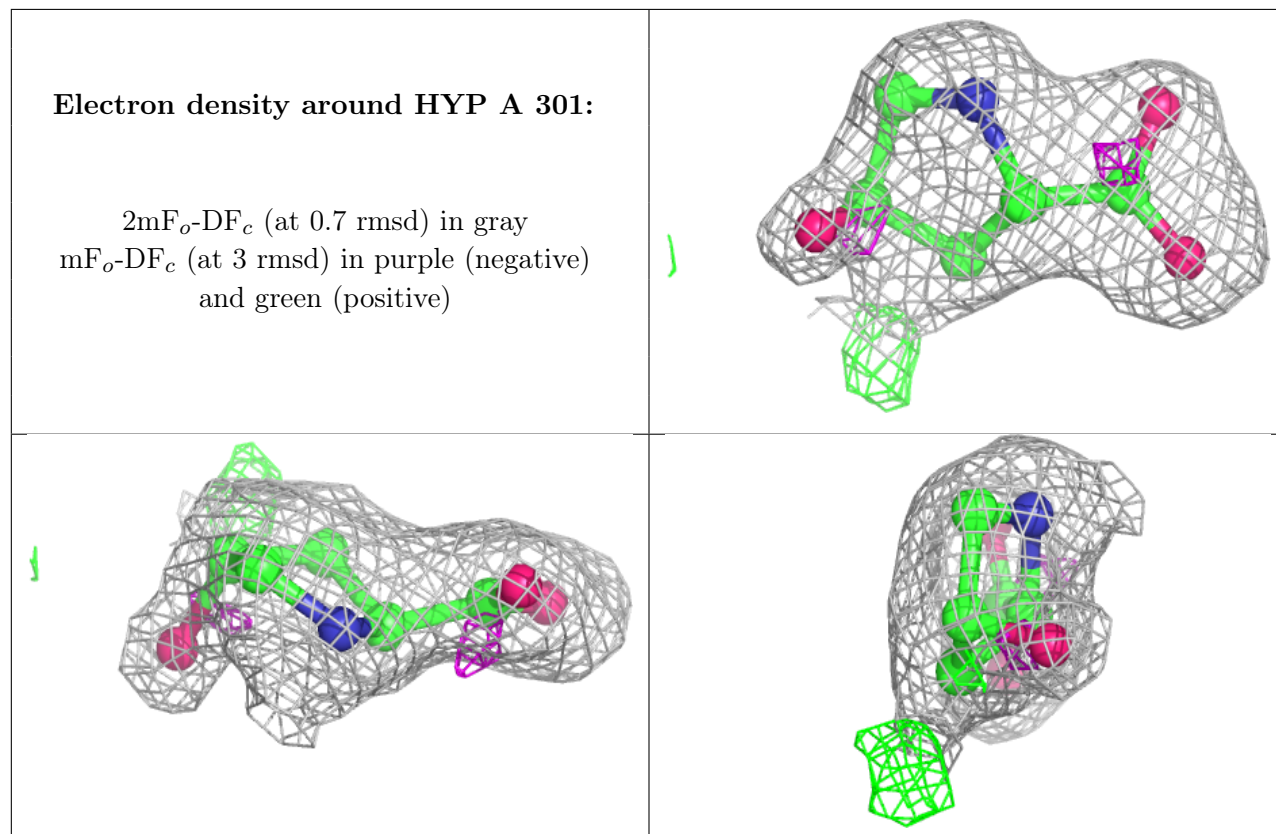 Electron density around HYP A 301:
2mFo-DFc (at 0.7 rmsd) in gray
mFo-DFc (at 3 rmsd) in purple (negative)
and green (positive)